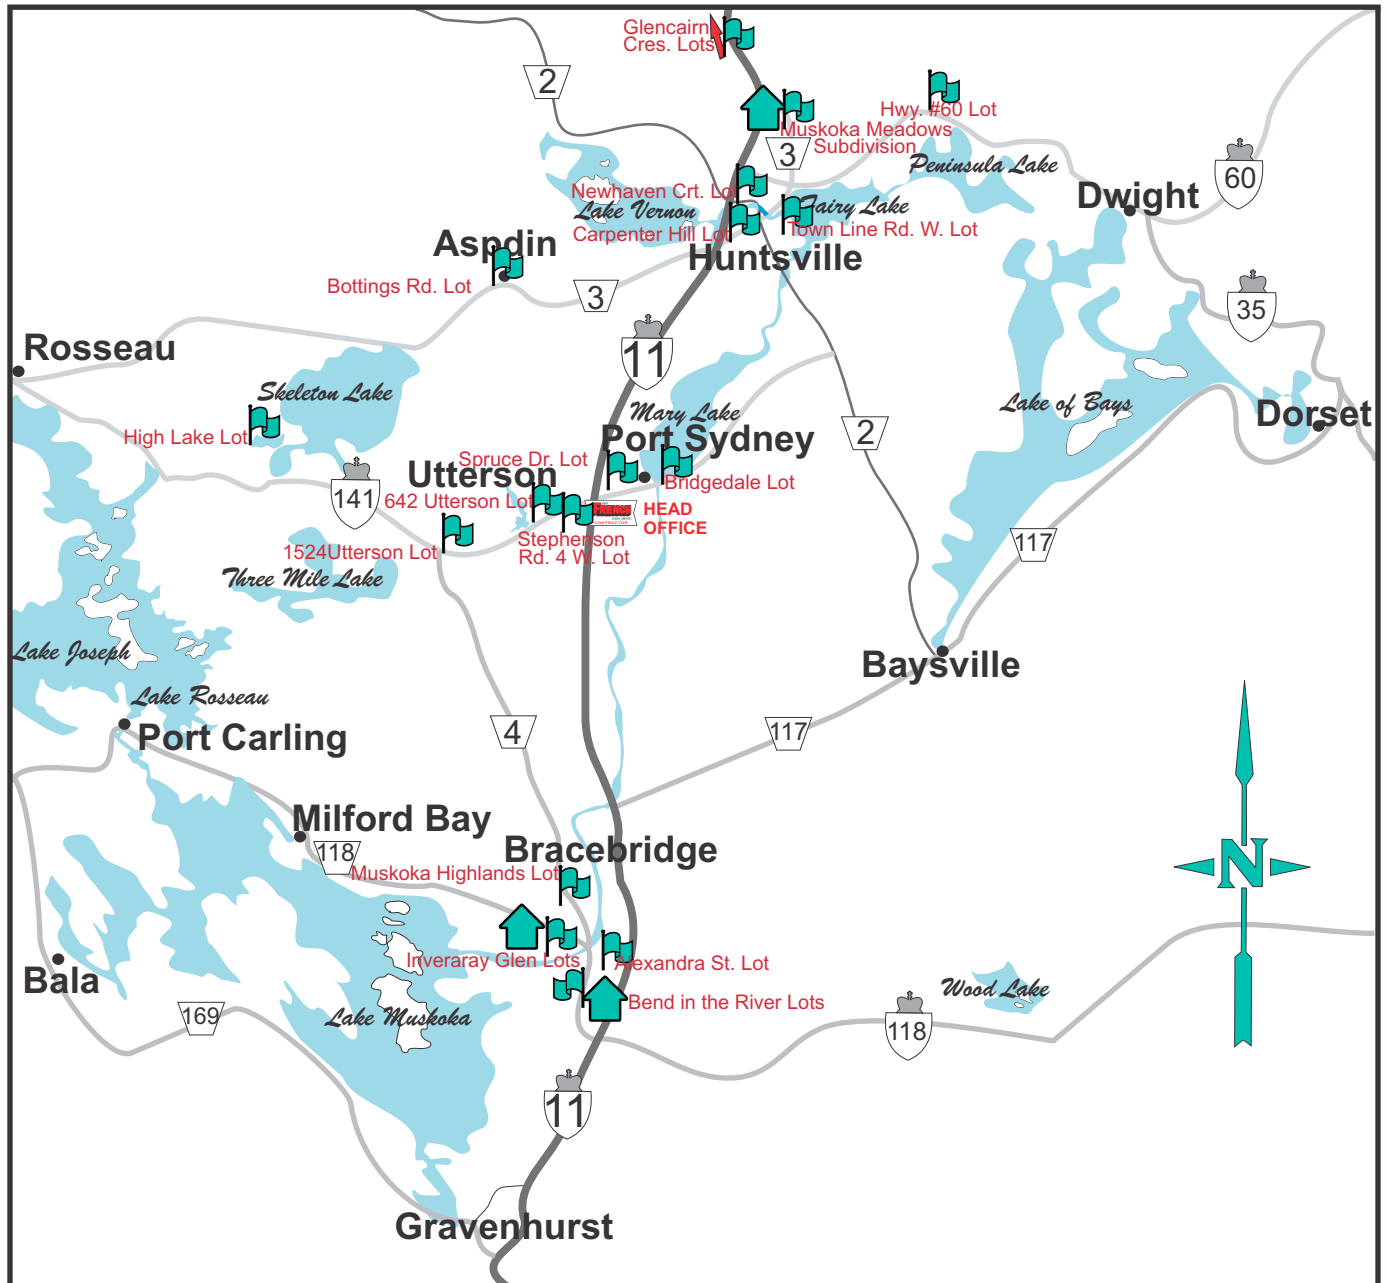 Glencairn
Cres. Lots
2
Hwy. #60 Lot
Muskoka Meadows
Subdivision
3
Peninsula Lake
60
Dwight
Newhaven Crt. Lot
Lake Vernon
Fairy Lake
Carpenter Hill Lot
Town Line Rd. W. Lot
Aspdin
Huntsville
Bottings Rd. Lot
3
35
11
Rosseau
Skeleton Lake
Mary Lake
Lake of Bays
Dorset
High Lake Lot
Port Sydney
2
Spruce Dr. Lot
Utterson
Bridgedale Lot
141
642 Utterson Lot
FRENCH
CONTRACTOR
HEAD
OFFICE
Stephenson
Rd. 4 W. Lot
1524Utterson Lot
117
Three Mile Lake
Lake Joseph
Baysville
Lake Rosseau
Port Carling
4
117
Milford Bay
118
Bracebridge
Muskoka Highlands Lot
N
Inveraray Glen Lots
Alexandra St. Lot
Bala
Bend in the River Lots
Wood Lake
169
Lake Muskoka
118
11
Gravenhurst